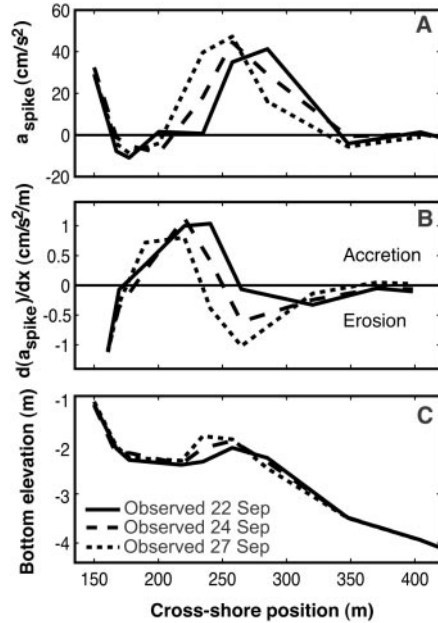 A
a_spike (cm/s²)
60
40
20
0
-20
B
d(a_spike)/dx (cm/s²/m)
1
0.5
0
-0.5
-1
Accretion
Erosion
C
Bottom elevation (m)
-1
-2
-3
-4
Observed 22 Sep
Observed 24 Sep
Observed 27 Sep
150 200 250 300 350 400
Cross-shore position (m)